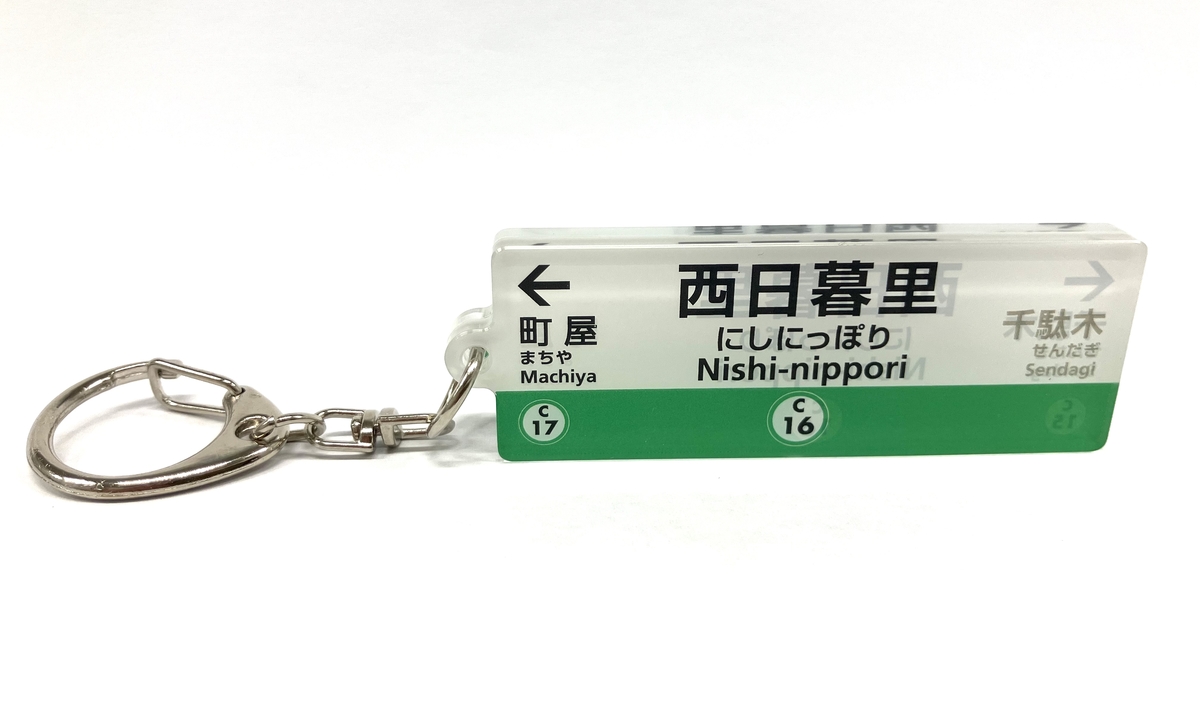 ←
町屋
まちや
Machiya
C
17
西日暮里
にしにっぽり
Nishi-nippori
C
16
千駄木
せんだぎ
Sendagi